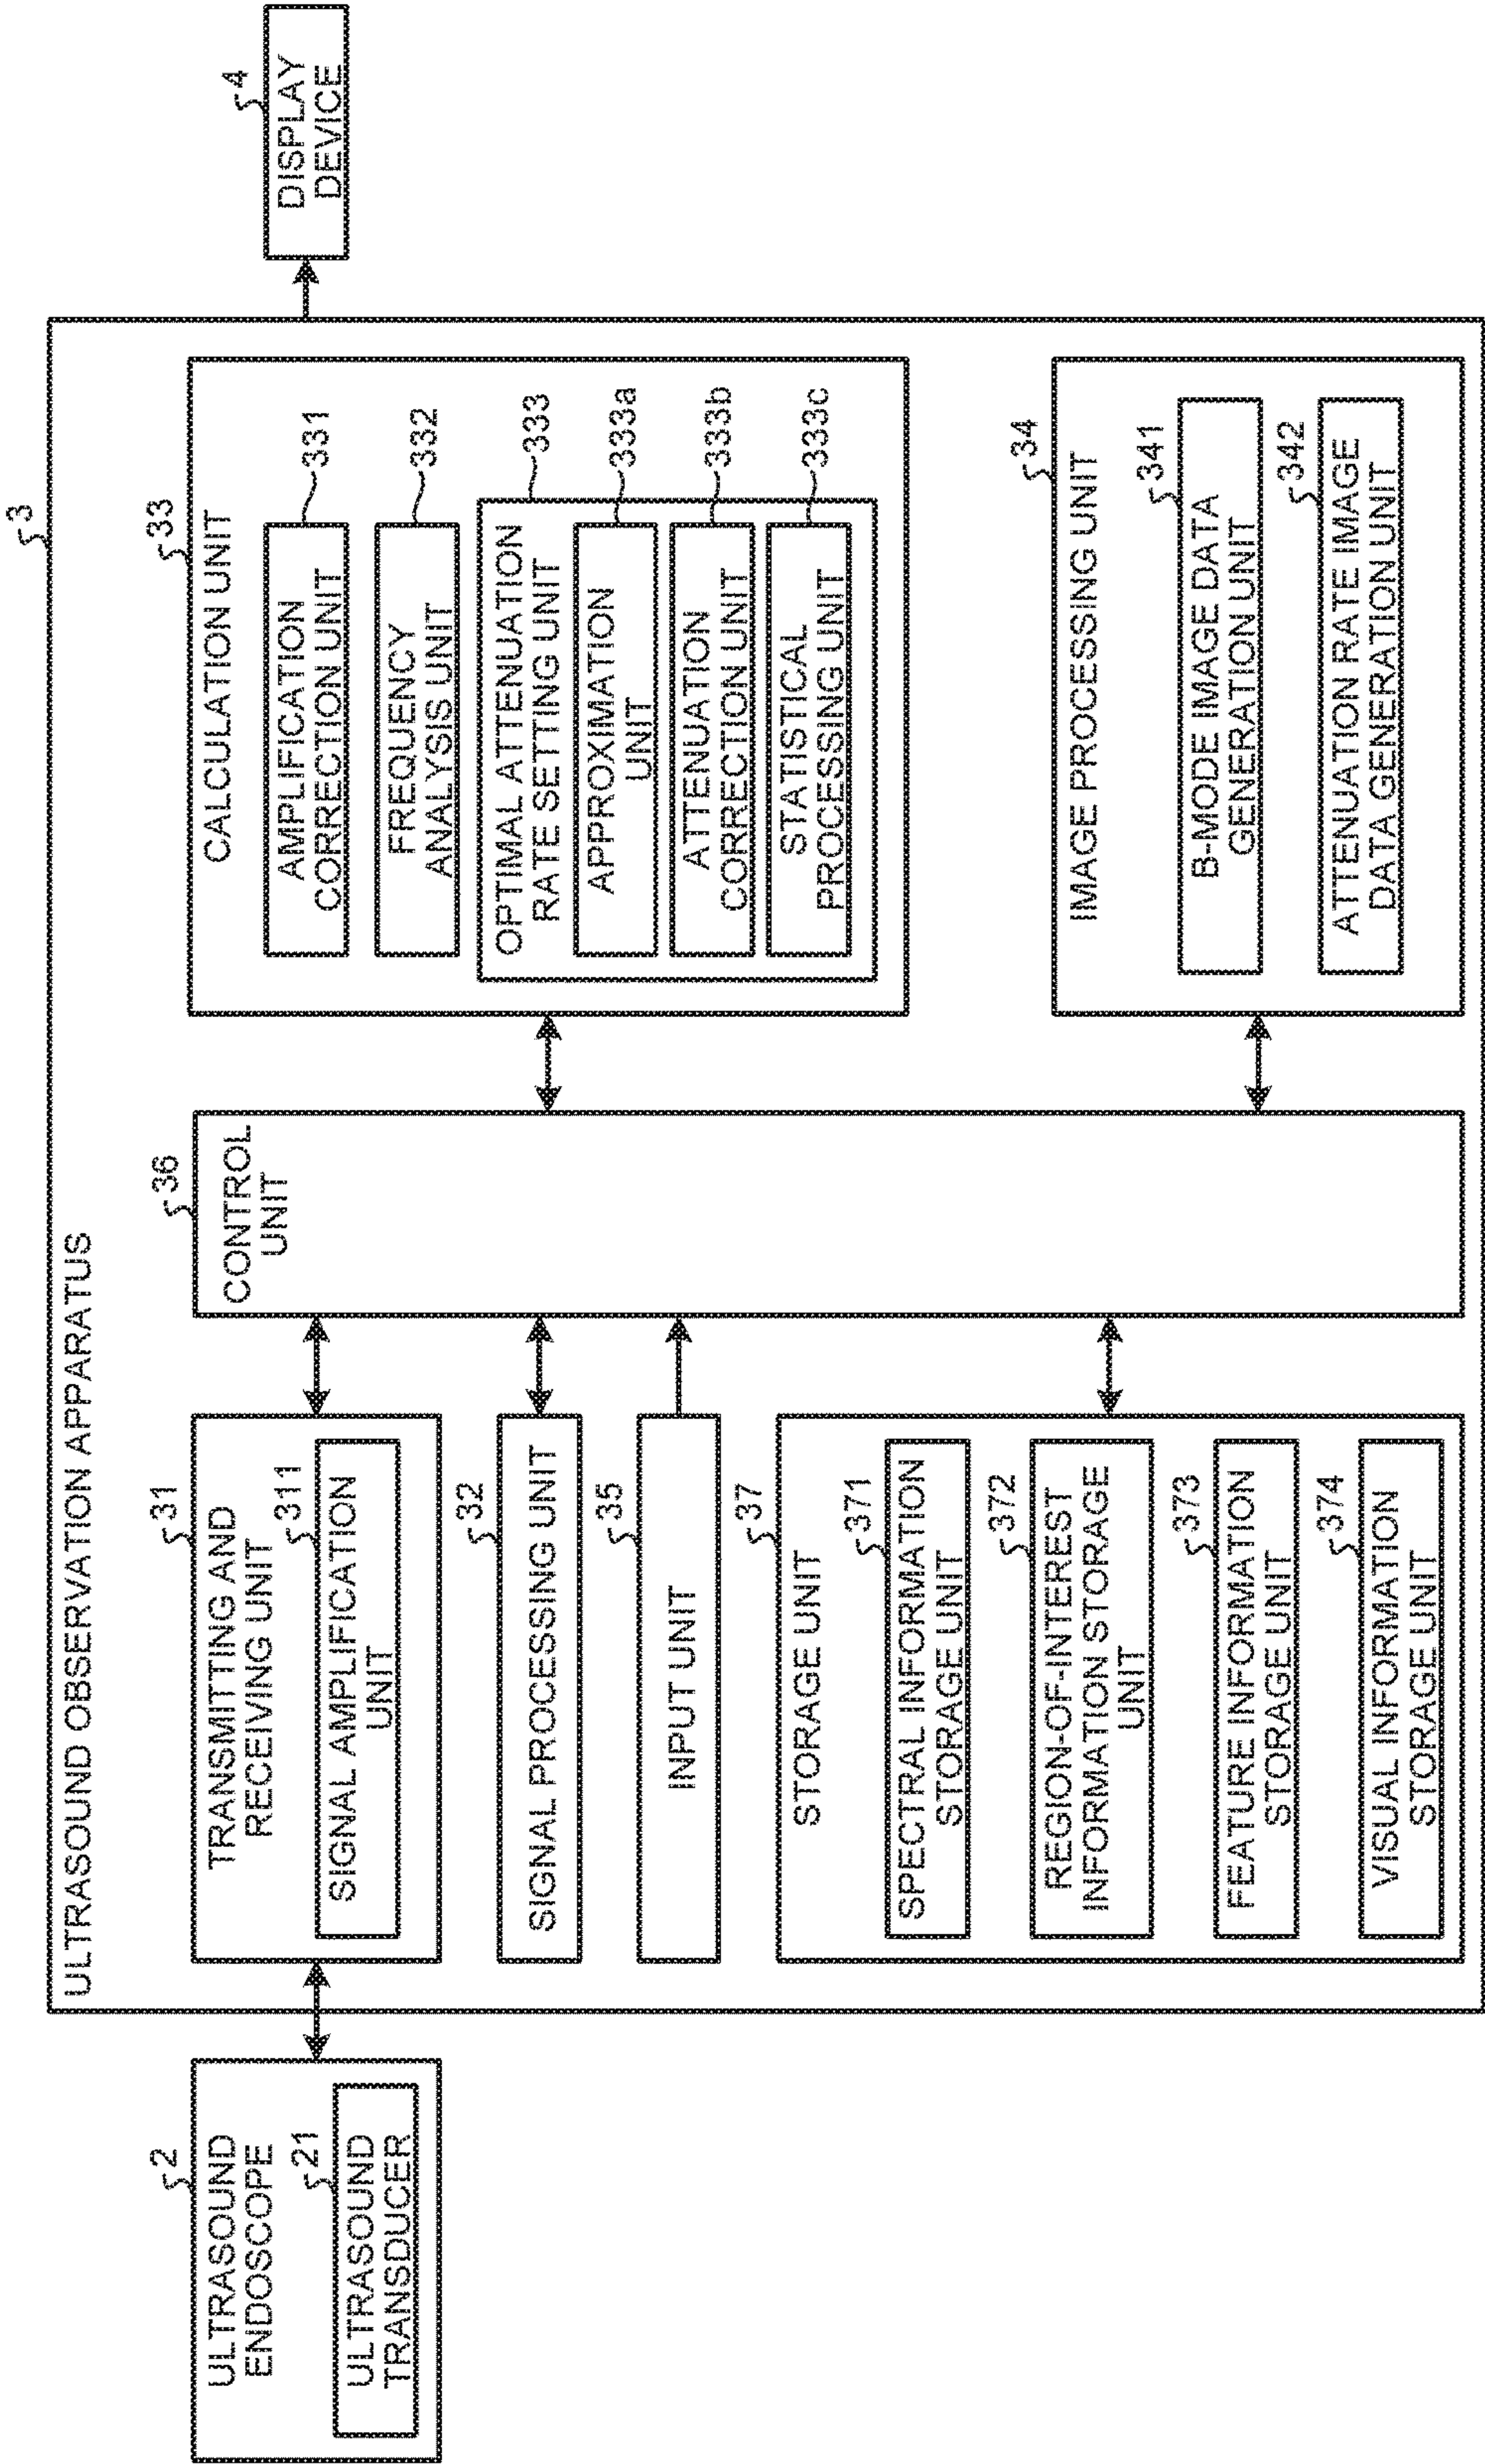 ULTRASOUND OBSERVATION APPARATUS
3
2
ULTRASOUND
ENDOSCOPE
21
ULTRASOUND
TRANSDUCER
31
TRANSMITTING AND
RECEIVING UNIT
311
SIGNAL AMPLIFICATION
UNIT
32
SIGNAL PROCESSING UNIT
35
INPUT UNIT
37
STORAGE UNIT
371
SPECTRAL INFORMATION
STORAGE UNIT
372
REGION-OF-INTEREST
INFORMATION STORAGE
UNIT
373
FEATURE INFORMATION
STORAGE UNIT
374
VISUAL INFORMATION
STORAGE UNIT
36
CONTROL
UNIT
33
CALCULATION UNIT
AMPLIFICATION
CORRECTION UNIT
331
FREQUENCY
ANALYSIS UNIT
332
OPTIMAL ATTENUATION
RATE SETTING UNIT
333
APPROXIMATION
UNIT
333a
ATTENUATION
CORRECTION UNIT
333b
STATISTICAL
PROCESSING UNIT
333c
34
IMAGE PROCESSING UNIT
341
B-MODE IMAGE DATA
GENERATION UNIT
342
ATTENUATION RATE IMAGE
DATA GENERATION UNIT
4
DISPLAY
DEVICE